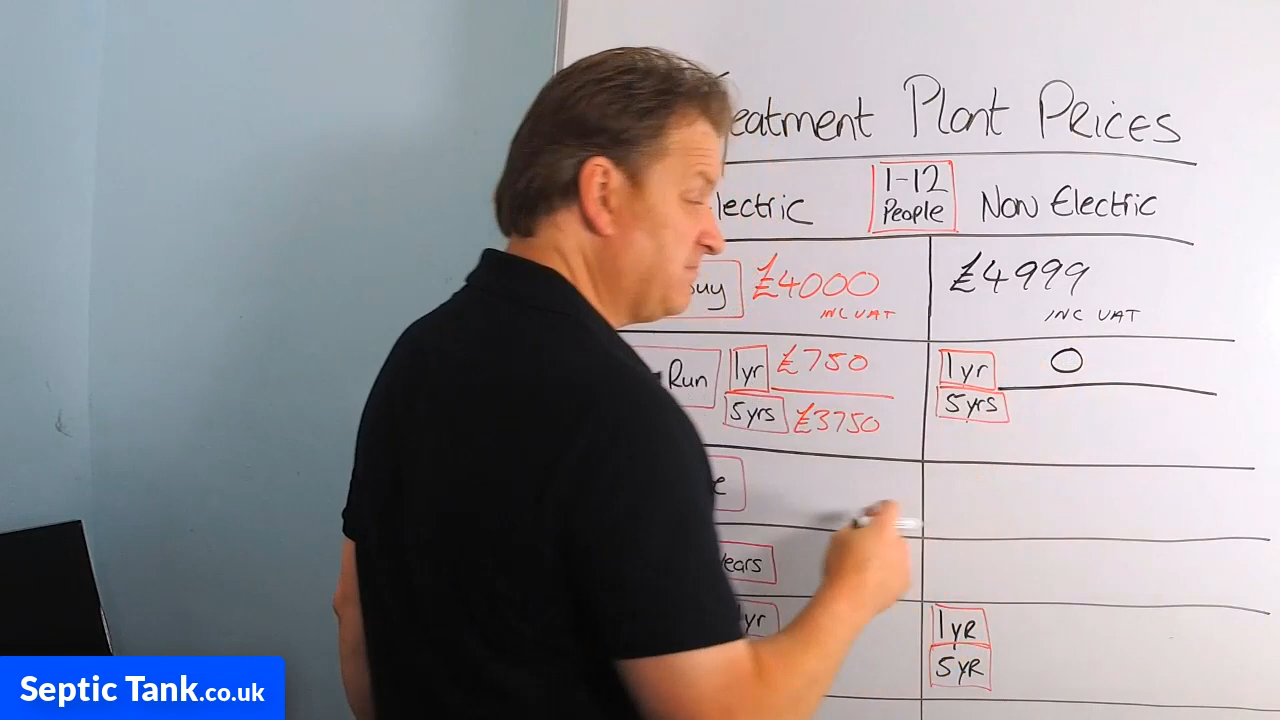 eatment Plant Prices
lectric
1-12
People
Non Electric
uy
£4000
INC VAT
£4999
INC VAT
Run
1yr
£750
5yrs
£3750
1yr
0
5yrs
ears
yr
1yR
5yR
Septic Tank.co.uk